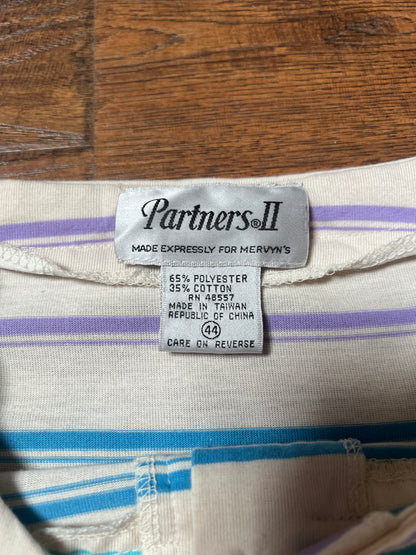 Partners® II
MADE EXPRESSLY FOR MERVYN'S
65% POLYESTER
35% COTTON
RN 48557
MADE IN TAIWAN
REPUBLIC OF CHINA
44
CARE ON REVERSE